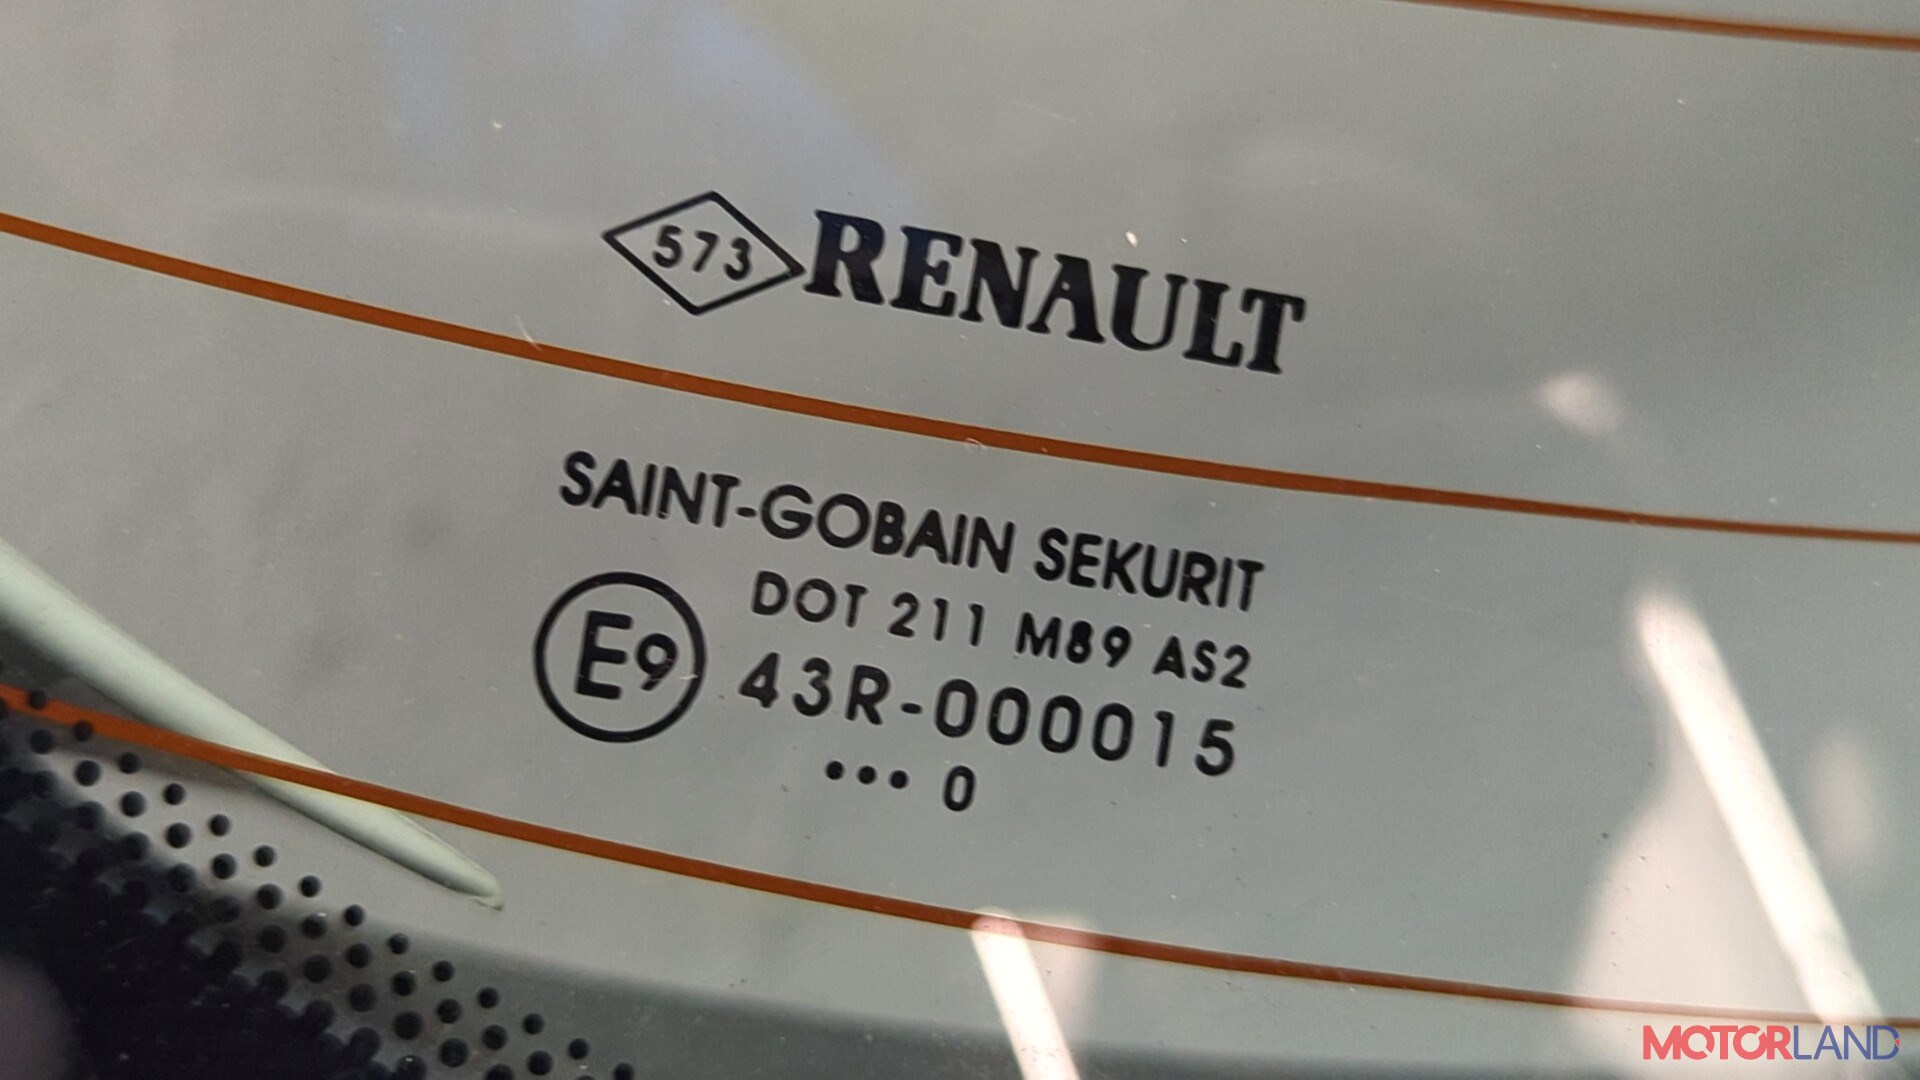 573 RENAULT
SAINT-GOBAIN SEKURIT
DOT 211 M89 AS2
E9 43R-000015
••• 0
MOTORLAND